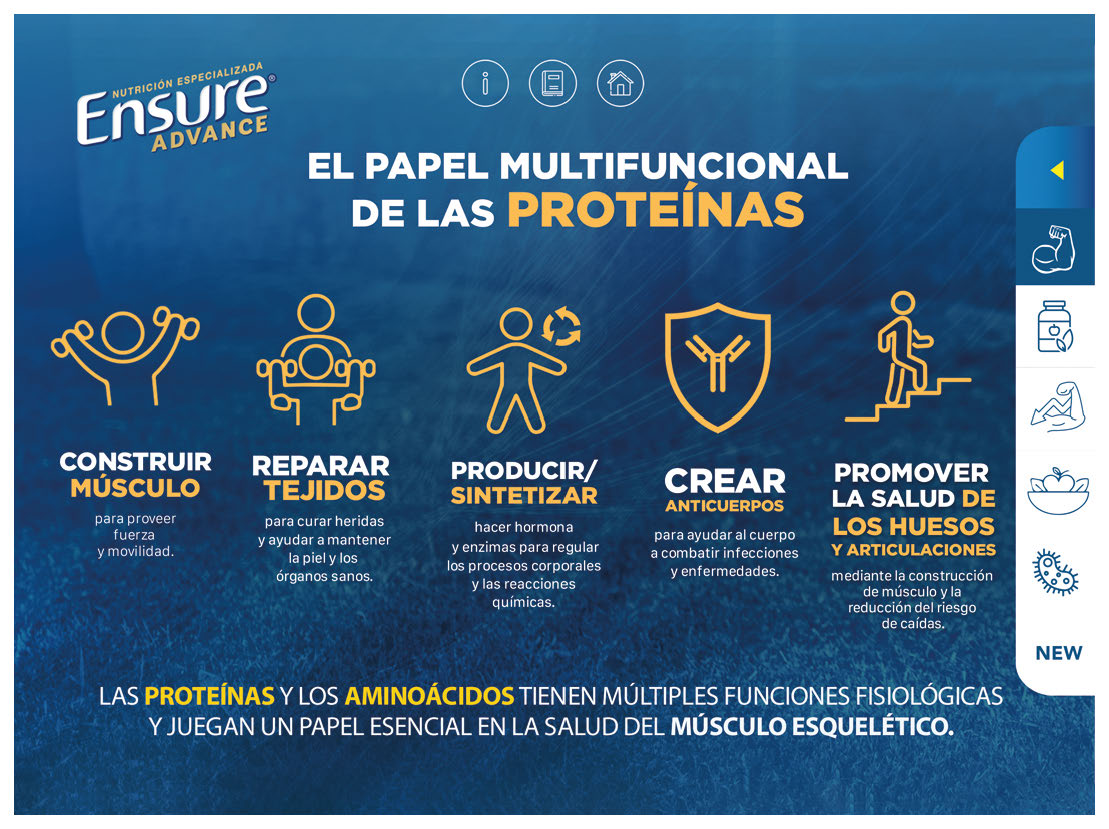 NUTRICIÓN ESPECIALIZADA
Ensure®
ADVANCE
i
EL PAPEL MULTIFUNCIONAL
DE LAS PROTEÍNAS
CONSTRUIR
MÚSCULO
para proveer
fuerza
y movilidad.
REPARAR
TEJIDOS
para curar heridas
y ayudar a mantener
la piel y los
órganos sanos.
PRODUCIR/
SINTETIZAR
hacer hormona
y enzimas para regular
los procesos corporales
y las reacciones
químicas.
CREAR
ANTICUERPOS
para ayudar al cuerpo
a combatir infecciones
y enfermedades.
PROMOVER
LA SALUD DE
LOS HUESOS
Y ARTICULACIONES
mediante la construcción
de músculo y la
reducción del riesgo
de caídas.
NEW
LAS PROTEÍNAS Y LOS AMINOÁCIDOS TIENEN MÚLTIPLES FUNCIONES FISIOLÓGICAS
Y JUEGAN UN PAPEL ESENCIAL EN LA SALUD DEL MÚSCULO ESQUELÉTICO.